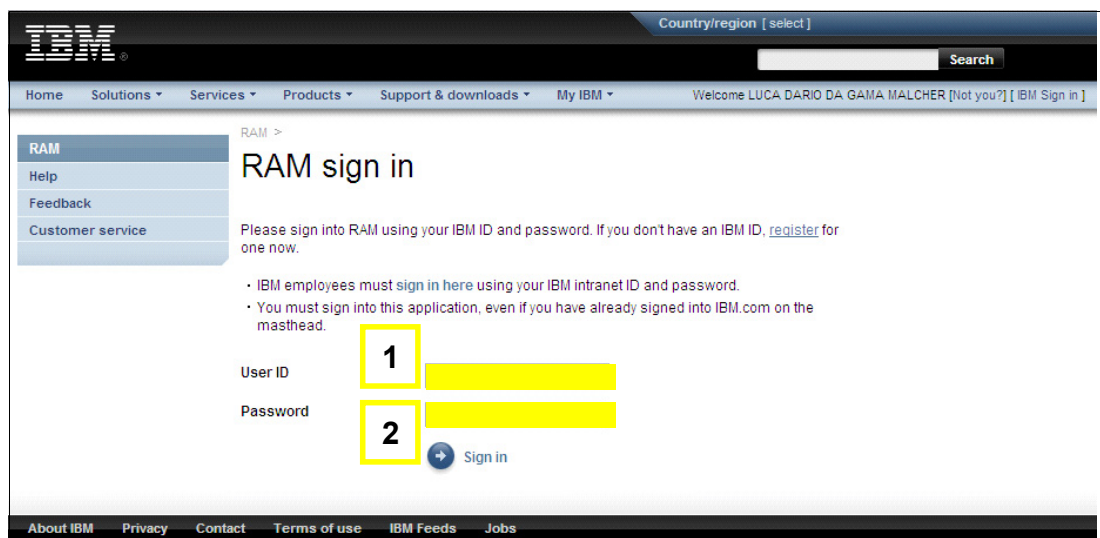 Country/region [ select ]
IBM®
Search
Home Solutions Services Products Support & downloads My IBM Welcome LUCA DARIO DA GAMA MALCHER [Not you?] [ IBM Sign in ]
RAM
Help
Feedback
Customer service
RAM >
RAM sign in
Please sign into RAM using your IBM ID and password. If you don't have an IBM ID, register for
one now.
· IBM employees must sign in here using your IBM intranet ID and password.
· You must sign into this application, even if you have already signed into IBM.com on the
masthead.
1
User ID
Password
2
Sign in
About IBM Privacy Contact Terms of use IBM Feeds Jobs